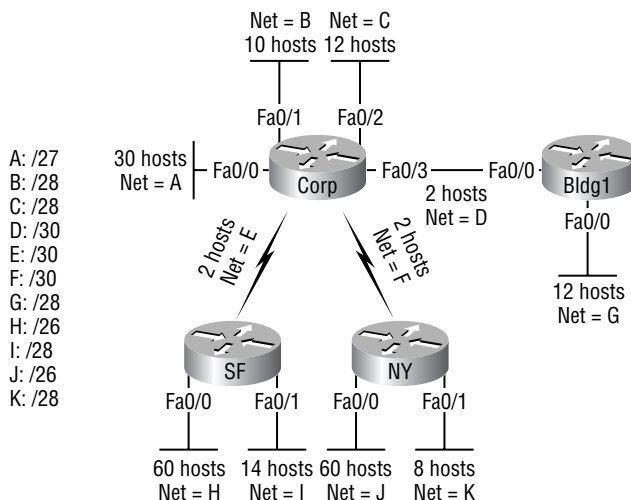 Net = B
10 hosts
Net = C
12 hosts
Fa0/1
Fa0/2
A: /27
B: /28
C: /28
D: /30
E: /30
F: /30
G: /28
H: /26
I: /28
J: /26
K: /28
30 hosts
Net = A
Fa0/0
Corp
Fa0/3
2 hosts
Net = D
Fa0/0
Bldg1
Fa0/0
12 hosts
Net = G
2 hosts
Net = E
2 hosts
Net = F
SF
Fa0/0
Fa0/1
NY
Fa0/0
Fa0/1
60 hosts
Net = H
14 hosts
Net = I
60 hosts
Net = J
8 hosts
Net = K